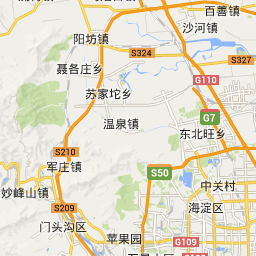 百善镇
阳坊镇
沙河镇
S324
S327
聂各庄乡
G110
苏家坨乡
G7
温泉镇
东北旺乡
S210
军庄镇
S50
中关村
妙峰山镇
海淀区
S209
门头沟区
苹果园
G109